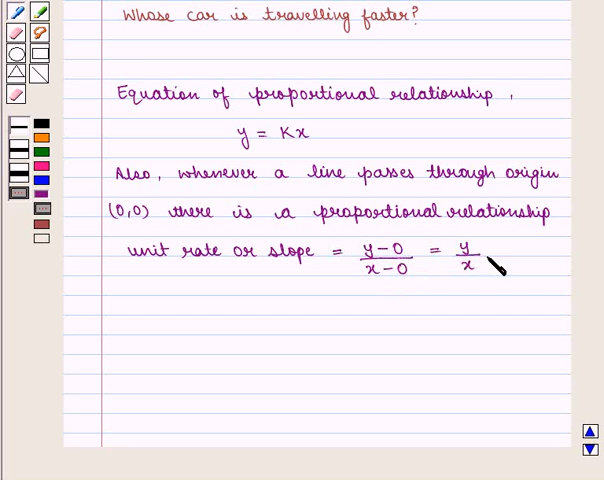 Whose car is travelling faster?
Equation of proportional relationship,
y = Kx
Also, whenever a line passes through origin
(0,0) there is a proportional relationship
unit rate or slope = y-0/x-0 = y/x